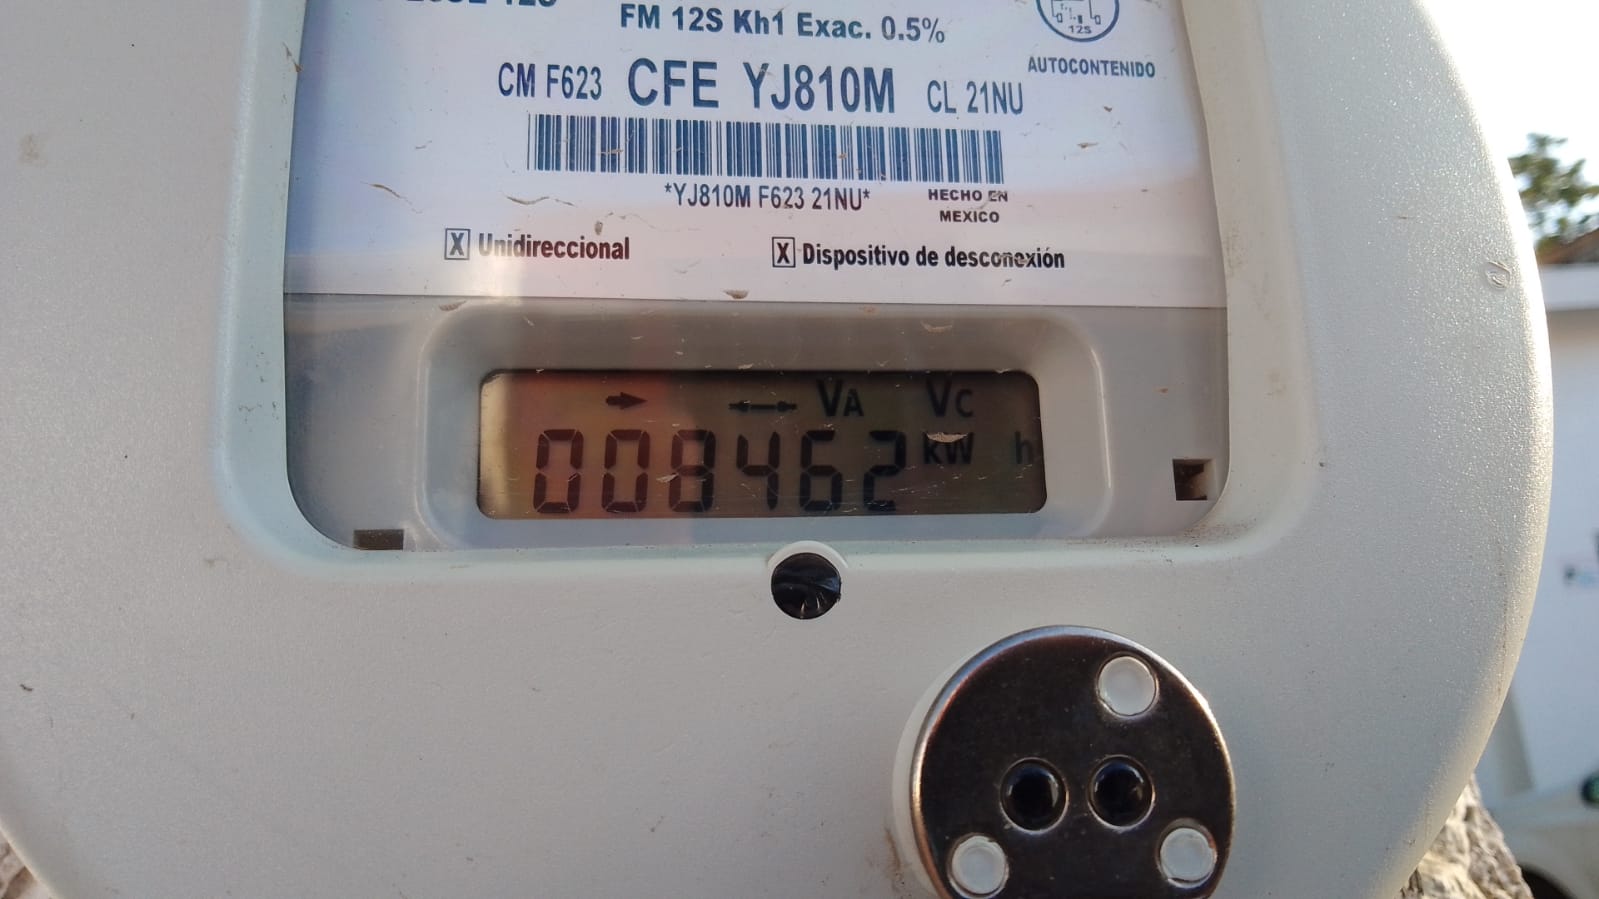 FM 12S Kh1 Exac. 0.5%
12S
AUTOCONTENIDO
CM F623 CFE YJ810M CL 21NU
*YJ810M F623 21NU*
HECHO EN
MEXICO
X Unidireccional
X Dispositivo de desconexión
VA VC
008462 kW h